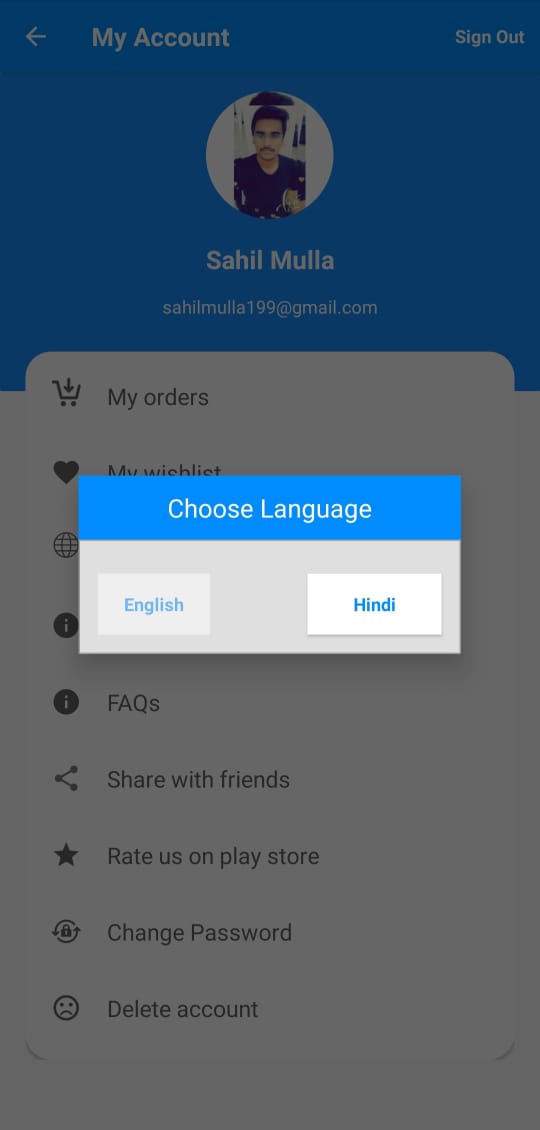 My Account
Sign Out
Sahil Mulla
sahilmulla199@gmail.com
My orders
My wishlist
Choose Language
English
Hindi
FAQs
Share with friends
Rate us on play store
Change Password
Delete account